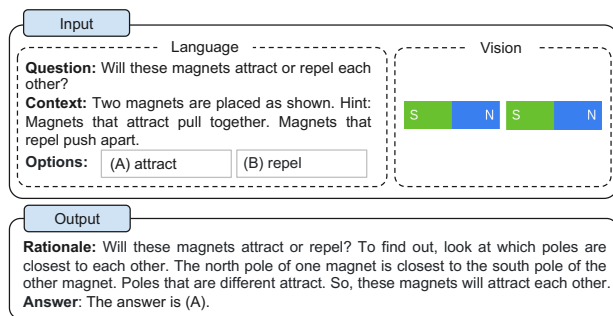 Input
Language
Vision
Question: Will these magnets attract or repel each
other?
Context: Two magnets are placed as shown. Hint:
Magnets that attract pull together. Magnets that
repel push apart.
Options: (A) attract (B) repel
S N S N
Output
Rationale: Will these magnets attract or repel? To find out, look at which poles are
closest to each other. The north pole of one magnet is closest to the south pole of the
other magnet. Poles that are different attract. So, these magnets will attract each other.
Answer: The answer is (A).